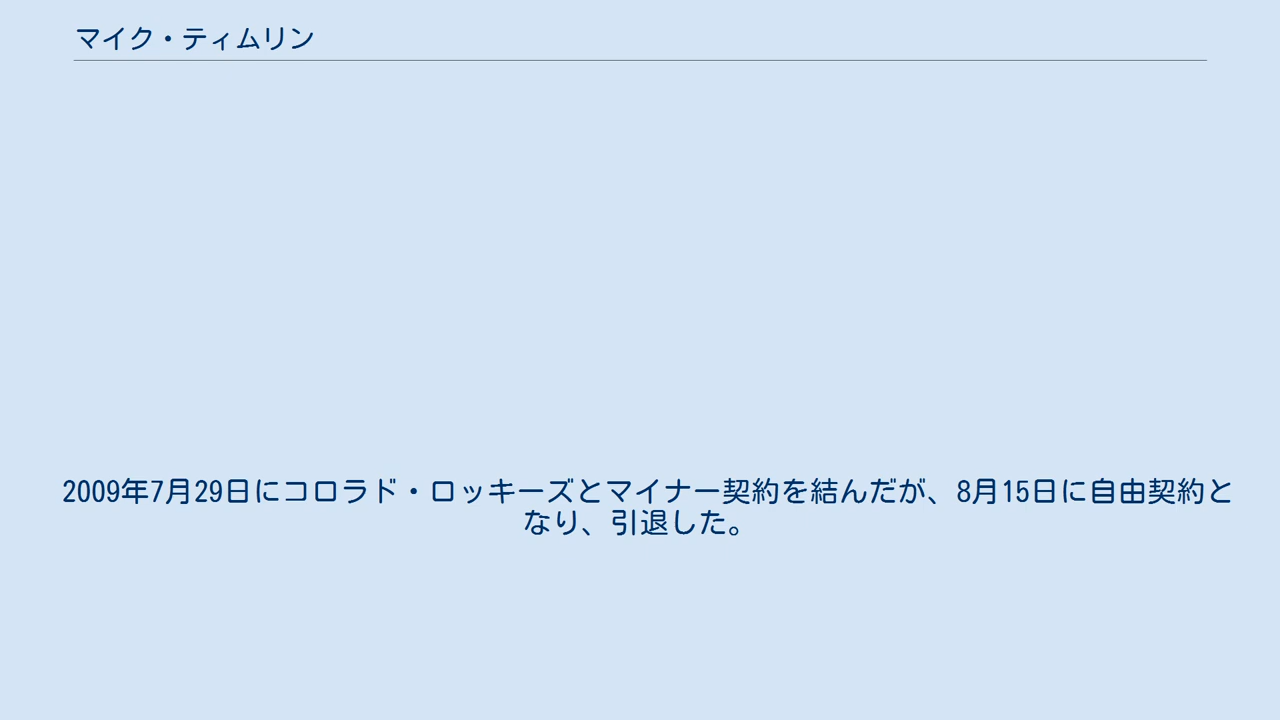 マイク・ティムリン
2009年7月29日にコロラド・ロッキーズとマイナー契約を結んだが、8月15日に自由契約と
なり、引退した。